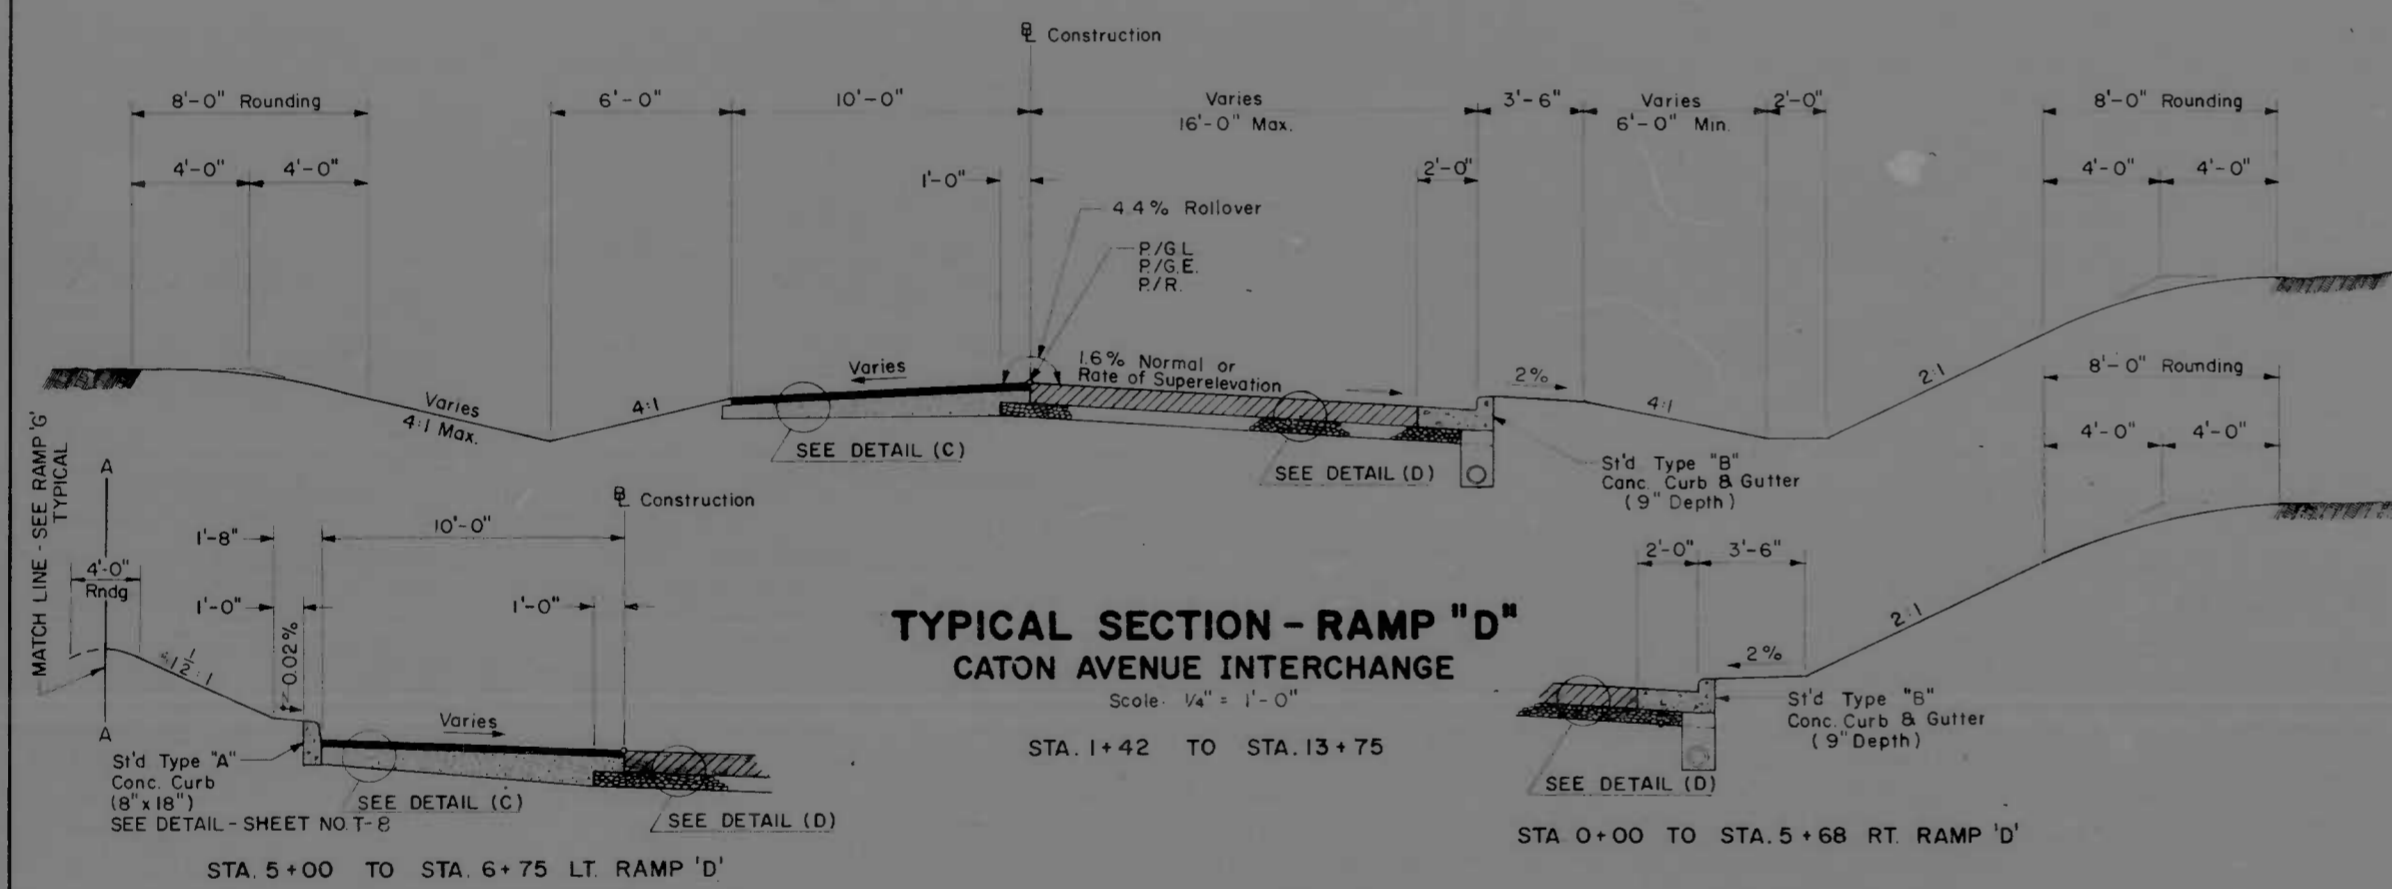 ℄ Construction
8'-0" Rounding
6'-0"
10'-0"
Varies
16'-0" Max.
3'-6"
Varies
6'-0" Min.
2'-0"
8'-0" Rounding
4'-0"
4'-0"
1'-0"
2'-0"
4'-0"
4'-0"
4.4% Rollover
P./G.L.
P./G.E.
P./R.
Varies
4:1 Max.
4:1
Varies
1.6% Normal or
Rate of Superelevation
2%
4:1
2:1
SEE DETAIL (C)
SEE DETAIL (D)
St'd Type "B"
Conc. Curb & Gutter
(9" Depth)
8'-0" Rounding
4'-0"
4'-0"
MATCH LINE - SEE RAMP 'G'
TYPICAL
A
A
4'-0"
Rndg
1'-8"
1'-0"
10'-0"
℄ Construction
1'-0"
1½:1
0.02%
Varies
St'd Type "A"
Conc. Curb
(8" x 18")
SEE DETAIL - SHEET NO. T-8
SEE DETAIL (C)
SEE DETAIL (D)
STA. 5+00 TO STA. 6+75 LT. RAMP 'D'
TYPICAL SECTION - RAMP "D"
CATON AVENUE INTERCHANGE
Scale: 1/4" = 1'-0"
STA. 1+42 TO STA. 13+75
2'-0"
3'-6"
2%
2:1
St'd Type "B"
Conc. Curb & Gutter
(9" Depth)
SEE DETAIL (D)
STA 0+00 TO STA. 5+68 RT. RAMP 'D'